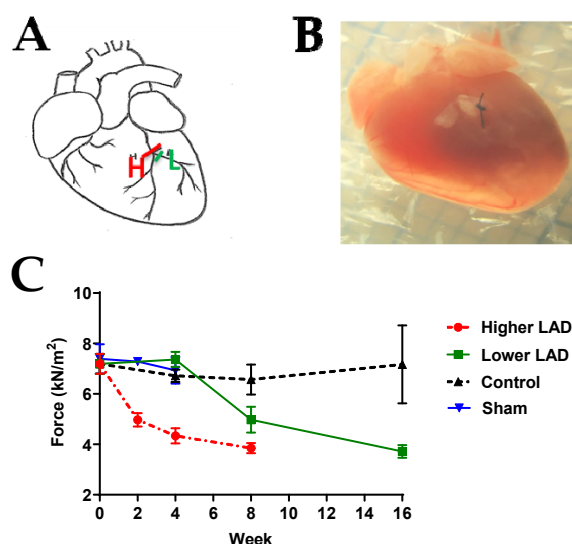 A
B
H
L
C
10
8
6
4
2
Force (kN/m²)
0 2 4 6 8 10 12 14 16
Week
Higher LAD
Lower LAD
Control
Sham